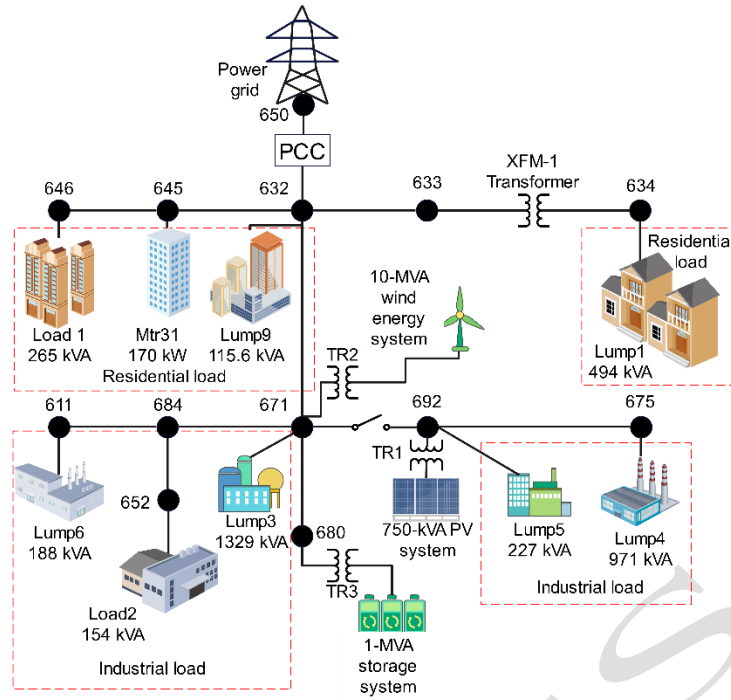 Power
grid
650
PCC
XFM-1
Transformer
646
645
632
633
634
Residential
load
Load 1
265 kVA
Mtr31
170 kW
Lump9
115.6 kVA
Residential load
10-MVA
wind
energy
system
Lump1
494 kVA
TR2
611
684
671
692
675
TR1
652
Lump6
188 kVA
Lump3
1329 kVA
680
750-kVA PV
system
Lump5
227 kVA
Lump4
971 kVA
Industrial load
Load2
154 kVA
TR3
Industrial load
1-MVA
storage
system